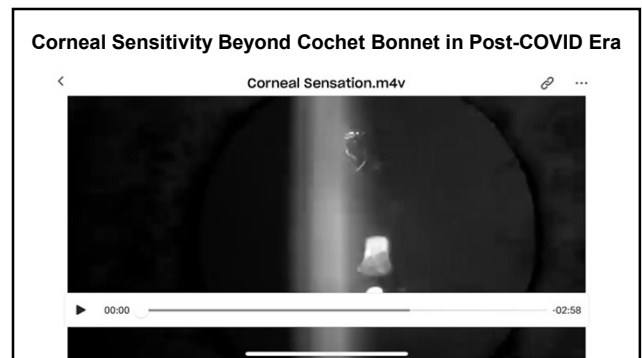 Corneal Sensitivity Beyond Cochet Bonnet in Post-COVID Era
Corneal Sensation.m4v
00:00 -02:58